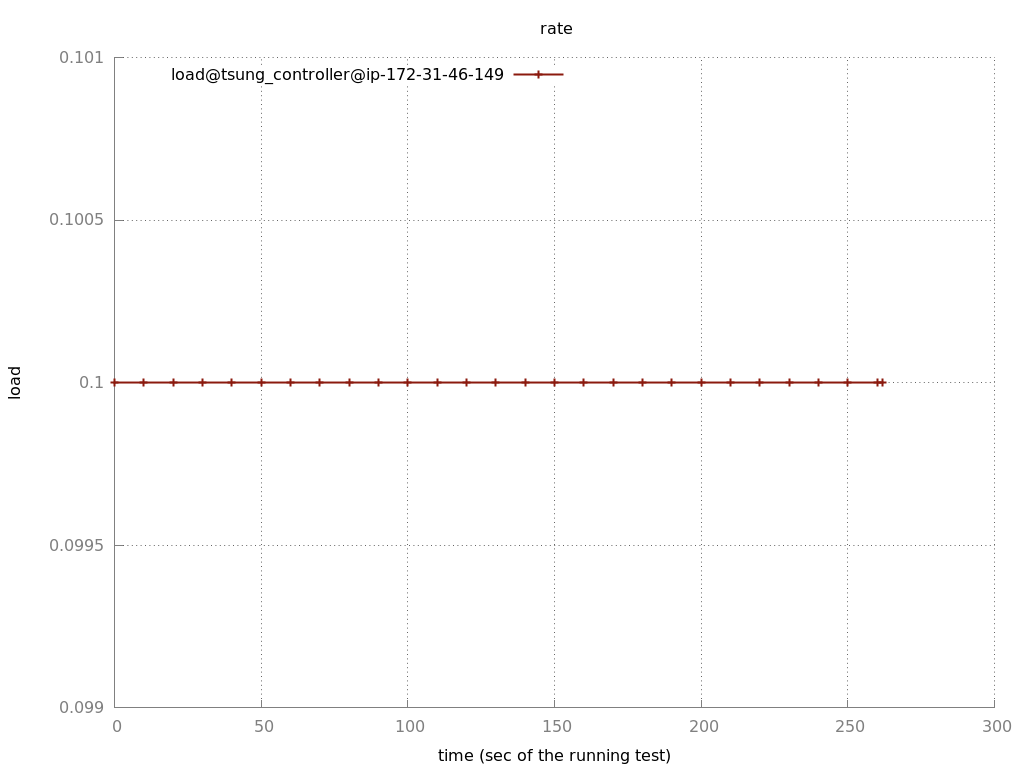 rate
0.101
load@tsung_controller@ip-172-31-46-149
0.1005
load
0.1
0.0995
0.099
0 50 100 150 200 250 300
time (sec of the running test)